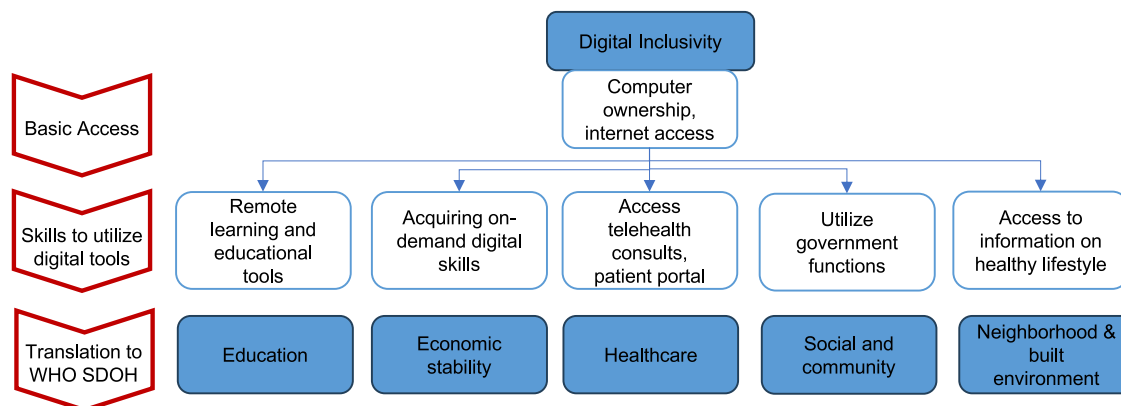 Digital Inclusivity
Basic Access
Computer
ownership,
internet access
Skills to utilize
digital tools
Remote
learning and
educational
tools
Acquiring on-
demand digital
skills
Access
telehealth
consults,
patient portal
Utilize
government
functions
Access to
information on
healthy lifestyle
Translation to
WHO SDOH
Education
Economic
stability
Healthcare
Social and
community
Neighborhood &
built
environment